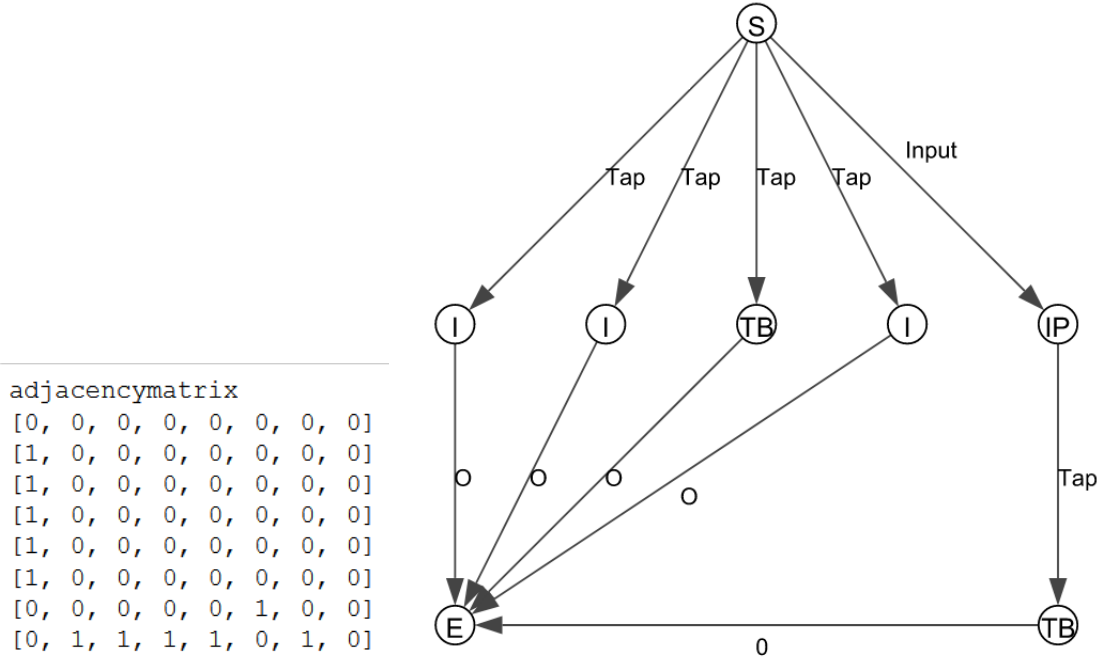 S
Input
Tap Tap Tap Tap
I I TB I IP
adjacencymatrix
[0, 0, 0, 0, 0, 0, 0, 0]
[1, 0, 0, 0, 0, 0, 0, 0]
[1, 0, 0, 0, 0, 0, 0, 0]
[1, 0, 0, 0, 0, 0, 0, 0]
[1, 0, 0, 0, 0, 0, 0, 0]
[1, 0, 0, 0, 0, 0, 0, 0]
[0, 0, 0, 0, 0, 1, 0, 0]
[0, 1, 1, 1, 1, 0, 1, 0]
O O O O Tap
E TB
0